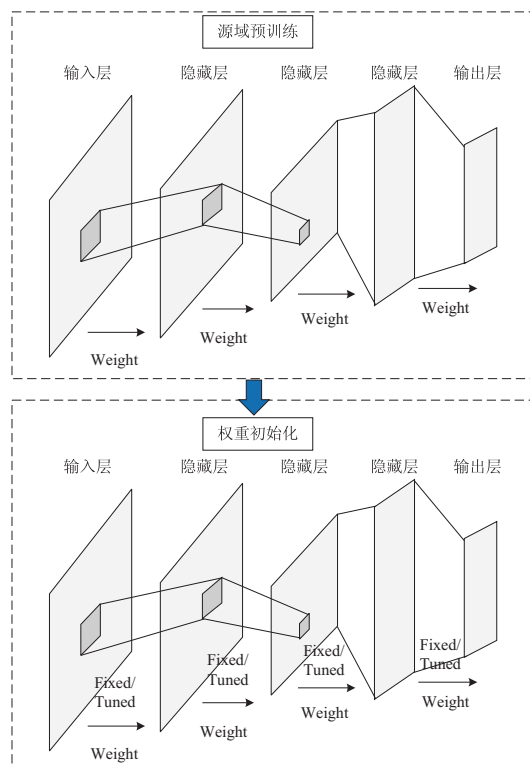 源域预训练
输入层 隐藏层 隐藏层 隐藏层 输出层
Weight Weight Weight Weight
权重初始化
输入层 隐藏层 隐藏层 隐藏层 输出层
Fixed/ Fixed/ Fixed/ Fixed/
Tuned Tuned Tuned Tuned
Weight Weight Weight Weight